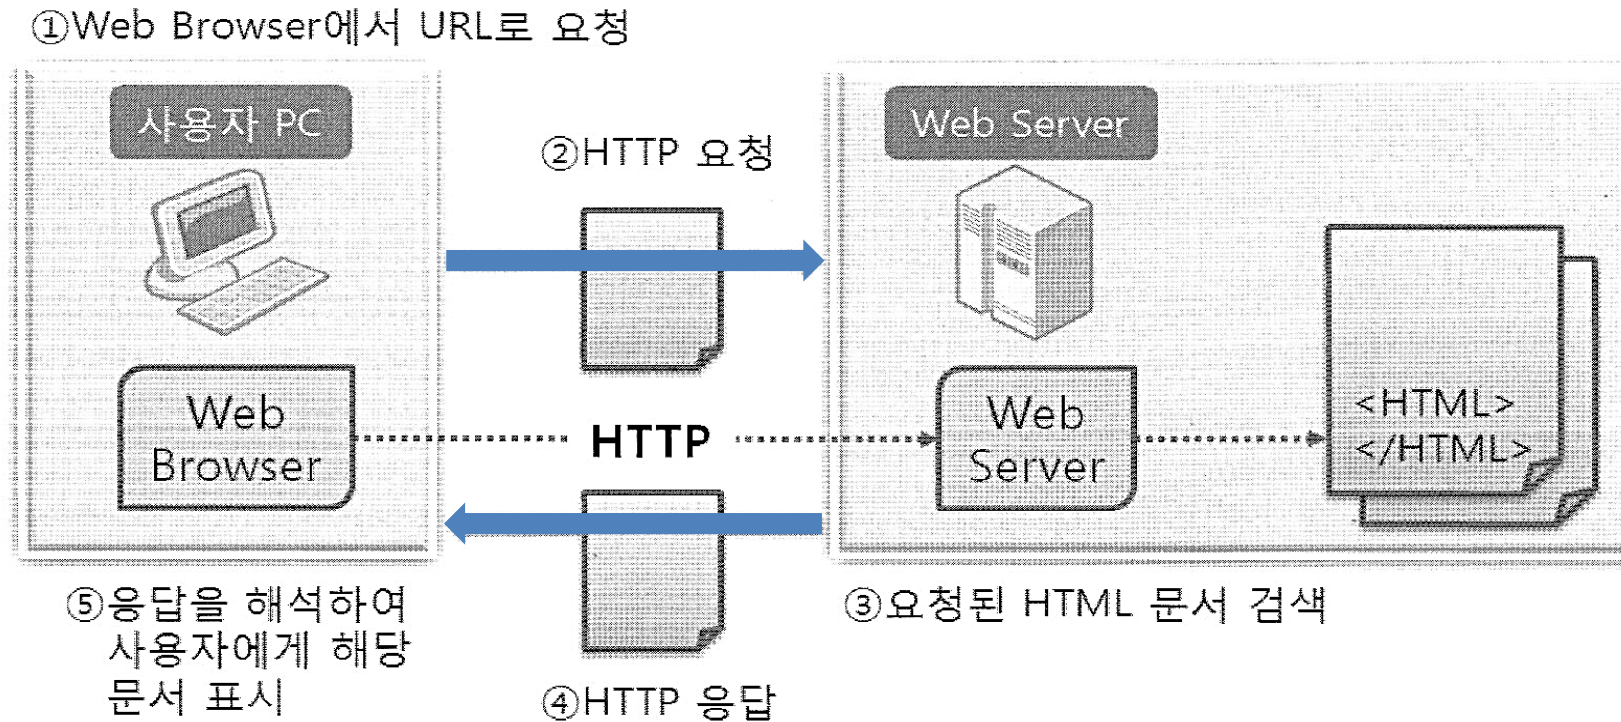 ①Web Browser에서 URL로 요청
사용자 PC
②HTTP 요청
Web Server
Web
Browser
HTTP
Web
Server
<HTML>
</HTML>
③요청된 HTML 문서 검색
④HTTP 응답
⑤응답을 해석하여
사용자에게 해당
문서 표시